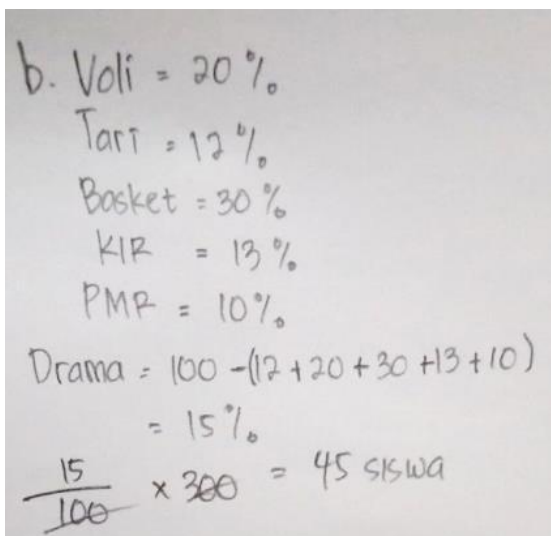 b. Voli = 20 %
Tari = 12 %
Basket = 30 %
KIR = 13 %
PMR = 10 %
Drama = 100 - (12 + 20 + 30 + 13 + 10)
= 15 %
15/100 × 300 = 45 siswa